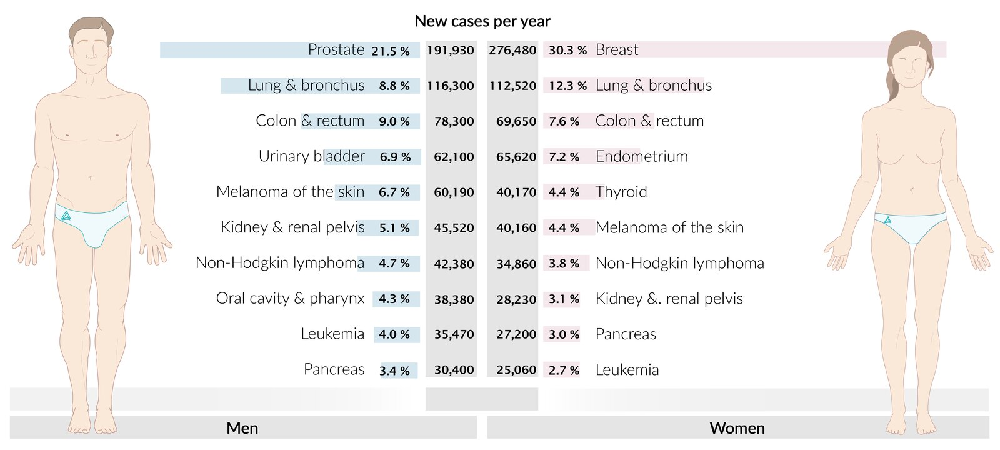 New cases per year
Prostate 21.5 % 191,930 276,480 30.3 % Breast
Lung & bronchus 8.8 % 116,300 112,520 12.3 % Lung & bronchus
Colon & rectum 9.0 % 78,300 69,650 7.6 % Colon & rectum
Urinary bladder 6.9 % 62,100 65,620 7.2 % Endometrium
Melanoma of the skin 6.7 % 60,190 40,170 4.4 % Thyroid
Kidney & renal pelvis 5.1 % 45,520 40,160 4.4 % Melanoma of the skin
Non-Hodgkin lymphoma 4.7 % 42,380 34,860 3.8 % Non-Hodgkin lymphoma
Oral cavity & pharynx 4.3 % 38,380 28,230 3.1 % Kidney &. renal pelvis
Leukemia 4.0 % 35,470 27,200 3.0 % Pancreas
Pancreas 3.4 % 30,400 25,060 2.7 % Leukemia
Men Women